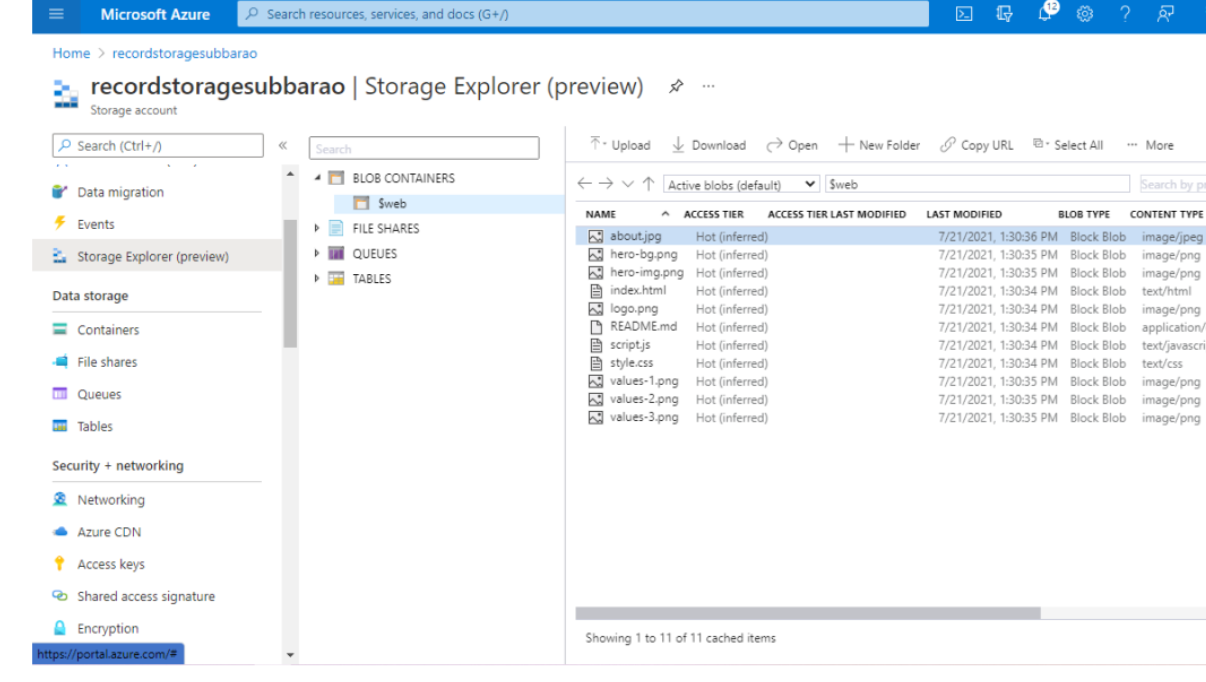 Microsoft Azure
Search resources, services, and docs (G+/)
12
Home > recordstoragesubbarao
recordstoragesubbarao | Storage Explorer (preview)
Storage account
Search (Ctrl+/)
Data migration
Events
Storage Explorer (preview)
Data storage
Containers
File shares
Queues
Tables
Security + networking
Networking
Azure CDN
Access keys
Shared access signature
Encryption
https://portal.azure.com/#
Search
BLOB CONTAINERS
$web
FILE SHARES
QUEUES
TABLES
Upload Download Open New Folder Copy URL Select All More
Active blobs (default) $web Search by
NAME ACCESS TIER ACCESS TIER LAST MODIFIED LAST MODIFIED BLOB TYPE CONTENT TYPE
about.jpg Hot (inferred) 7/21/2021, 1:30:36 PM Block Blob image/jpeg
hero-bg.png Hot (inferred) 7/21/2021, 1:30:35 PM Block Blob image/png
hero-img.png Hot (inferred) 7/21/2021, 1:30:35 PM Block Blob image/png
index.html Hot (inferred) 7/21/2021, 1:30:34 PM Block Blob text/html
logo.png Hot (inferred) 7/21/2021, 1:30:34 PM Block Blob image/png
README.md Hot (inferred) 7/21/2021, 1:30:34 PM Block Blob application/
script.js Hot (inferred) 7/21/2021, 1:30:34 PM Block Blob text/javascri
style.css Hot (inferred) 7/21/2021, 1:30:34 PM Block Blob text/css
values-1.png Hot (inferred) 7/21/2021, 1:30:35 PM Block Blob image/png
values-2.png Hot (inferred) 7/21/2021, 1:30:35 PM Block Blob image/png
values-3.png Hot (inferred) 7/21/2021, 1:30:35 PM Block Blob image/png
Showing 1 to 11 of 11 cached items